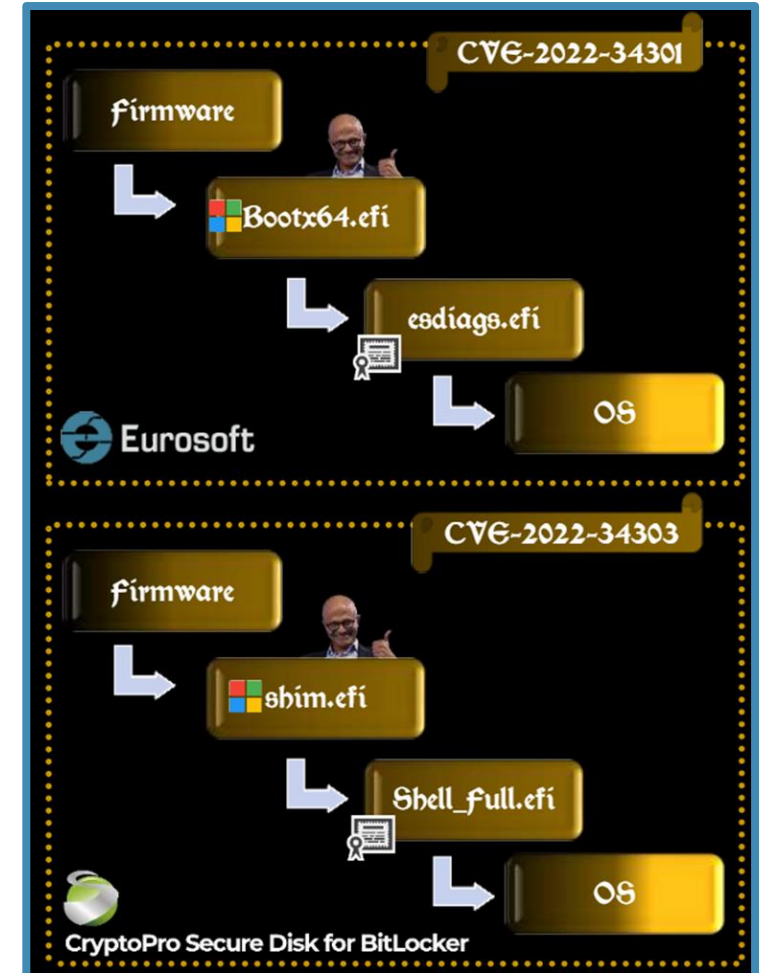 CVE-2022-34301
Firmware
Bootx64.efi
esdiags.efi
OS
Eurosoft
CVE-2022-34303
Firmware
shim.efi
Shell_Full.efi
OS
CryptoPro Secure Disk for BitLocker